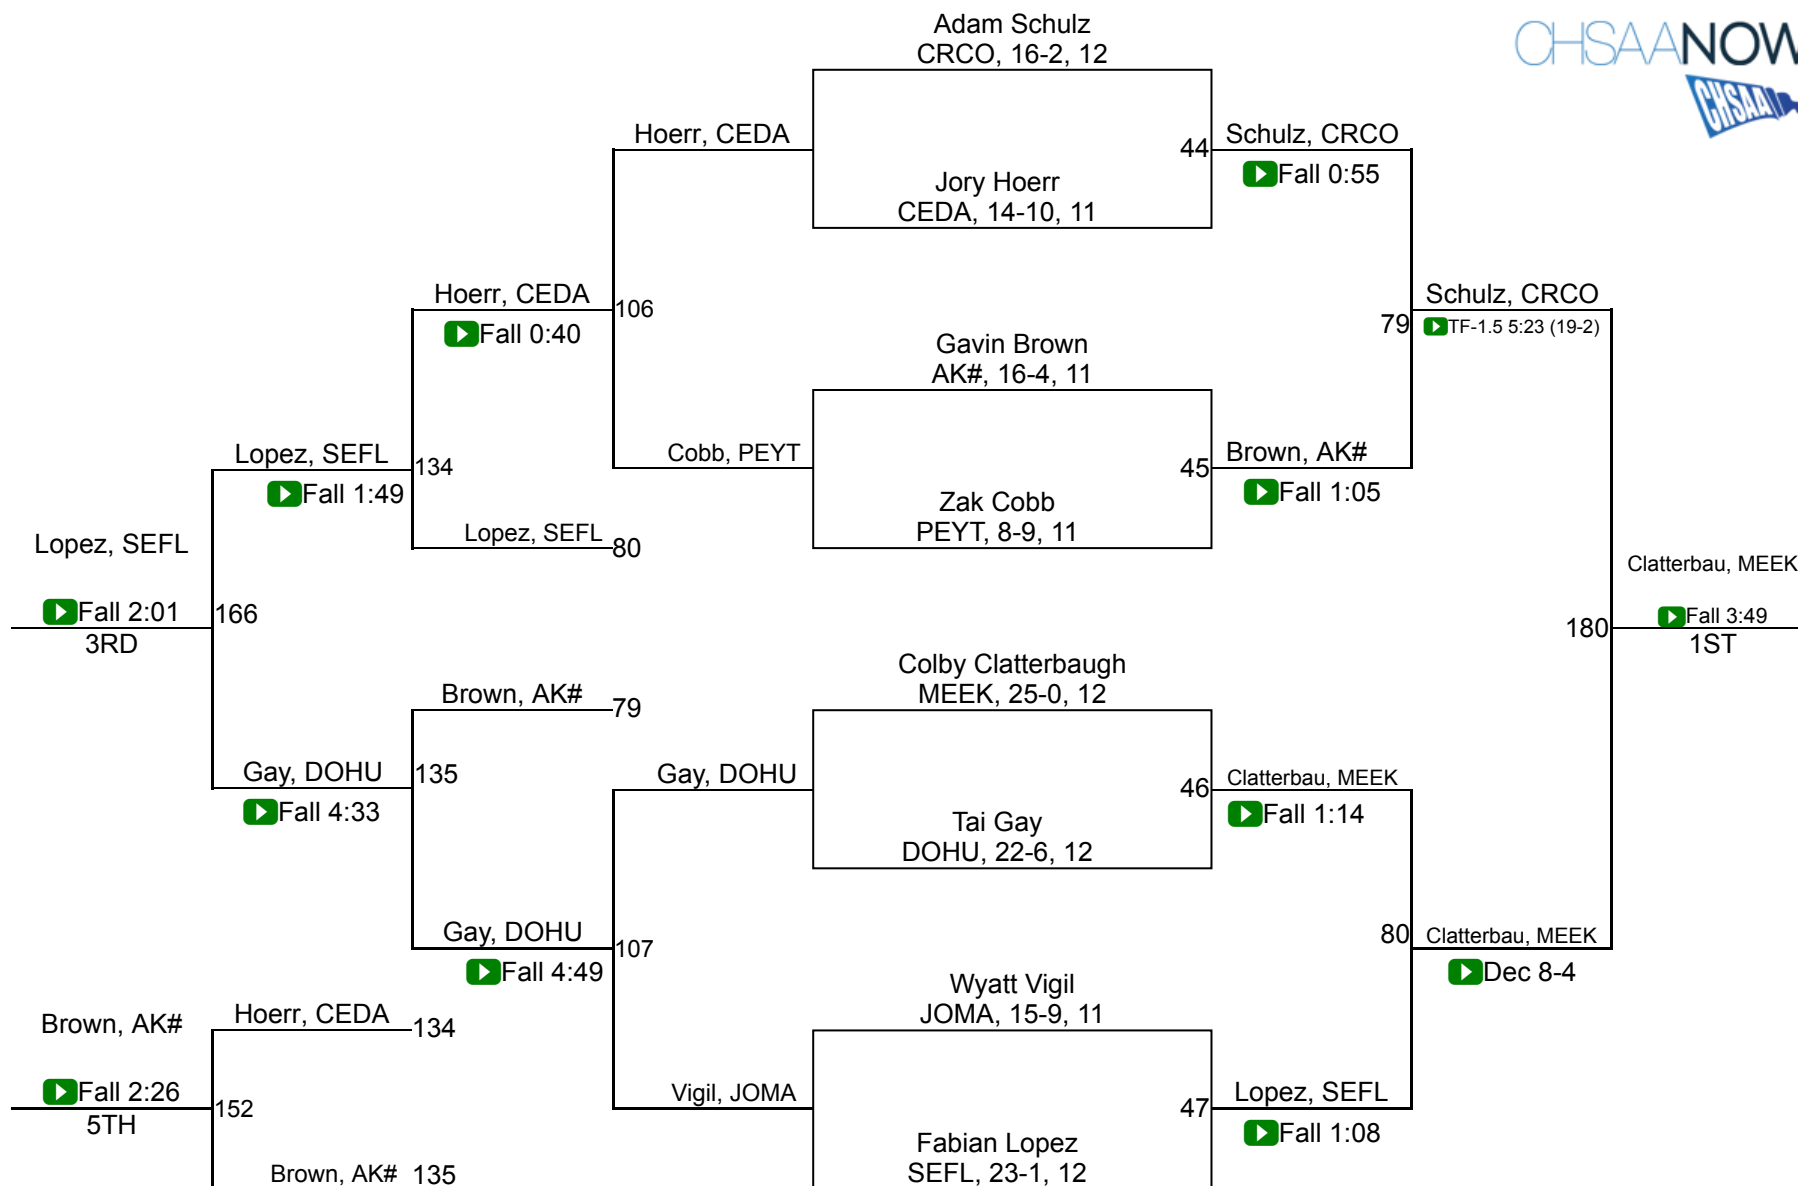 Adam Schulz
CRCO, 16-2, 12
CHSAANOW
CHSAA
Hoerr, CEDA
44
Schulz, CRCO
Fall 0:55
Jory Hoerr
CEDA, 14-10, 11
Hoerr, CEDA
106
Fall 0:40
Schulz, CRCO
79
TF-1.5 5:23 (19-2)
Gavin Brown
AK#, 16-4, 11
Lopez, SEFL
134
Fall 1:49
Cobb, PEYT
45
Brown, AK#
Fall 1:05
Zak Cobb
PEYT, 8-9, 11
Lopez, SEFL
Lopez, SEFL
80
Clatterbau, MEEK
Fall 2:01
166
3RD
180
Fall 3:49
1ST
Colby Clatterbaugh
MEEK, 25-0, 12
Brown, AK#
79
Gay, DOHU
135
Fall 4:33
Gay, DOHU
46
Clatterbau, MEEK
Fall 1:14
Tai Gay
DOHU, 22-6, 12
Gay, DOHU
107
Fall 4:49
80
Clatterbau, MEEK
Dec 8-4
Wyatt Vigil
JOMA, 15-9, 11
Brown, AK#
Hoerr, CEDA
134
Fall 2:26
152
5TH
Vigil, JOMA
47
Lopez, SEFL
Fall 1:08
Fabian Lopez
SEFL, 23-1, 12
Brown, AK#
135